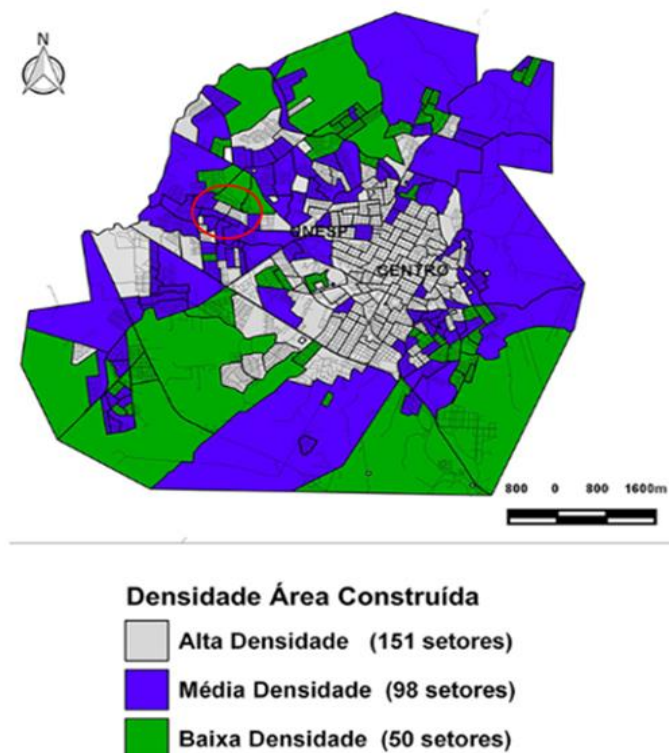 N
UNESP
CENTRO
800 0 800 1600m
Densidade Área Construída
Alta Densidade (151 setores)
Média Densidade (98 setores)
Baixa Densidade (50 setores)